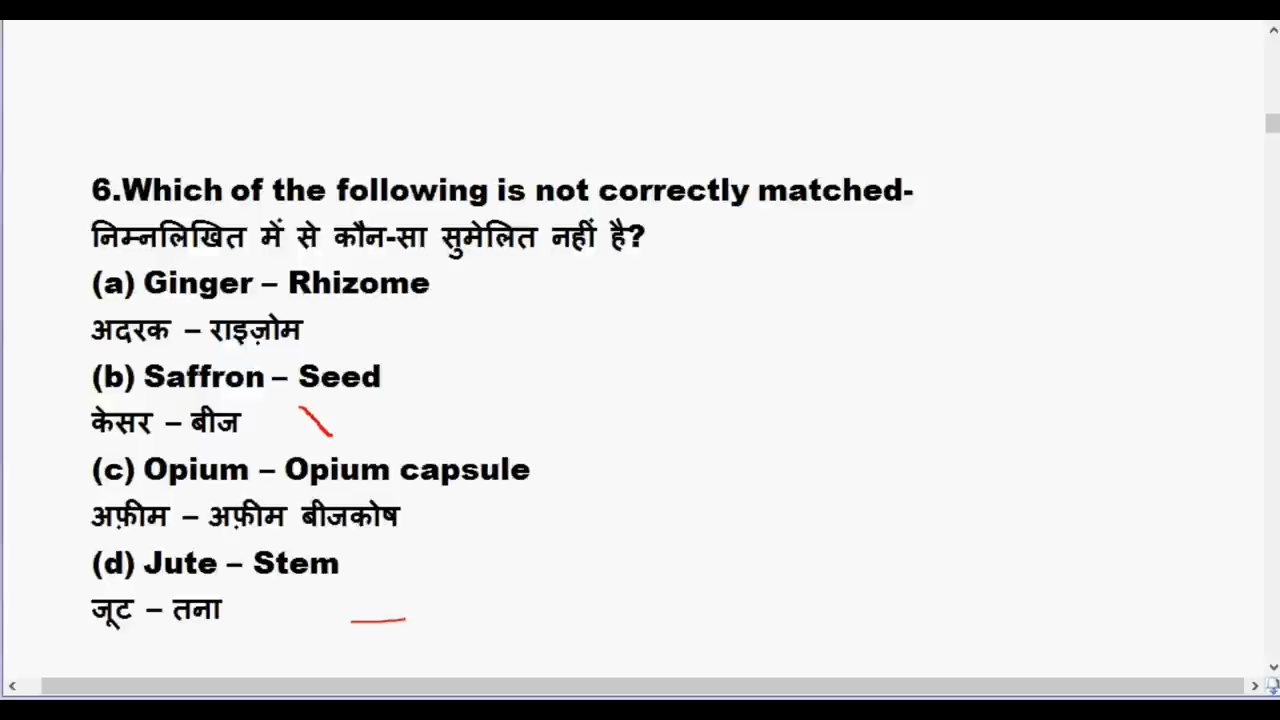 6.Which of the following is not correctly matched-
निम्नलिखित में से कौन-सा सुमेलित नहीं है?
(a) Ginger – Rhizome
अदरक – राइज़ोम
(b) Saffron – Seed
केसर – बीज
(c) Opium – Opium capsule
अफ़ीम – अफ़ीम बीजकोष
(d) Jute – Stem
जूट – तना